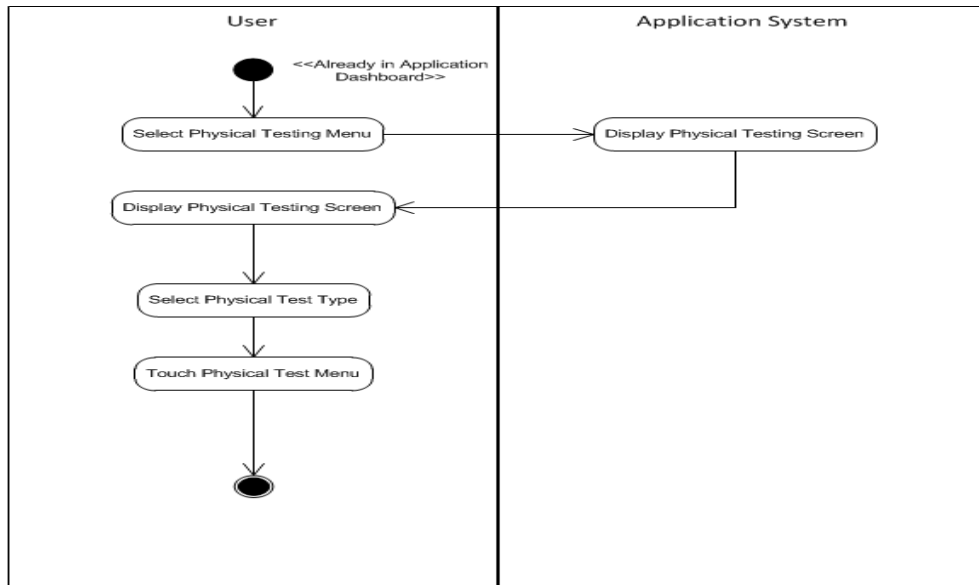 User
Application System
<<Already in Application
Dashboard>>
Select Physical Testing Menu
Display Physical Testing Screen
Display Physical Testing Screen
Select Physical Test Type
Touch Physical Test Menu